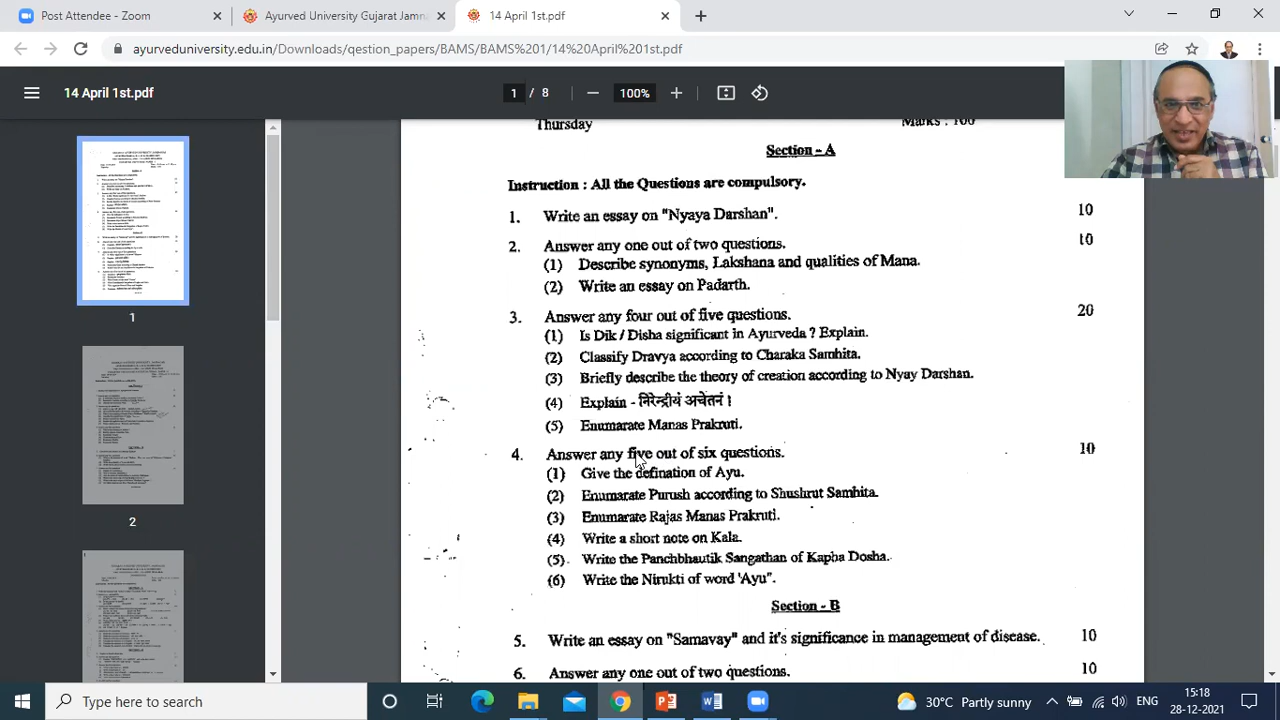 Post Attendee - Zoom
Ayurved University Gujarat Jamna
14 April 1st.pdf
ayurveduniversity.edu.in/Downloads/qestion_papers/BAMS/BAMS%201/14%20April%201st.pdf
14 April 1st.pdf
1 / 8
100%
Thursday
Marks : 100
Section - A
Instruction : All the Questions are compulsory.
1. Write an essay on "Nyaya Darshan". 10
2. Answer any one out of two questions. 10
(1) Describe synonyms, Lakshana and qualities of Mana.
(2) Write an essay on Padarth.
3. Answer any four out of five questions. 20
(1) Is Dik / Disha significant in Ayurveda ? Explain.
(2) Classify Dravya according to Charaka Samhita.
(3) Briefly describe the theory of creation according to Nyay Darshan.
(4) Explain - निरेन्द्रीयं अचेतनं ।
(5) Enumarate Manas Prakruti.
4. Answer any five out of six questions. 10
(1) Give the defination of Ayu.
(2) Enumarate Purush according to Shushrut Samhita.
(3) Enumarate Rajas Manas Prakruti.
(4) Write a short note on Kala.
(5) Write the Panchbhautik Sangathan of Kapha Dosha.
(6) Write the Nirukti of word 'Ayu".
Section - B
5. Write an essay on "Samavay" and it's significance in management of disease. 10
6. Answer any one out of two questions. 10
1
2
Type here to search
30°C Partly sunny
15:18
28-12-2021